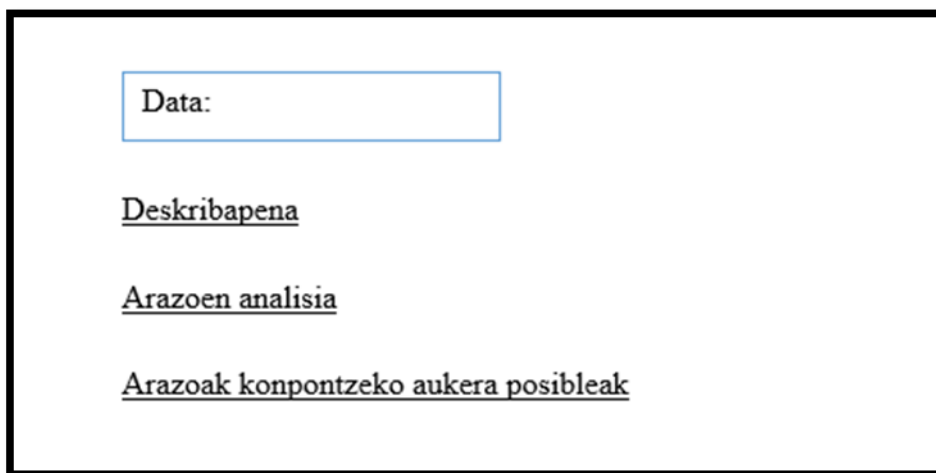 Data:
Deskribapena
Arazoen analisia
Arazoak konpontzeko aukera posibleak